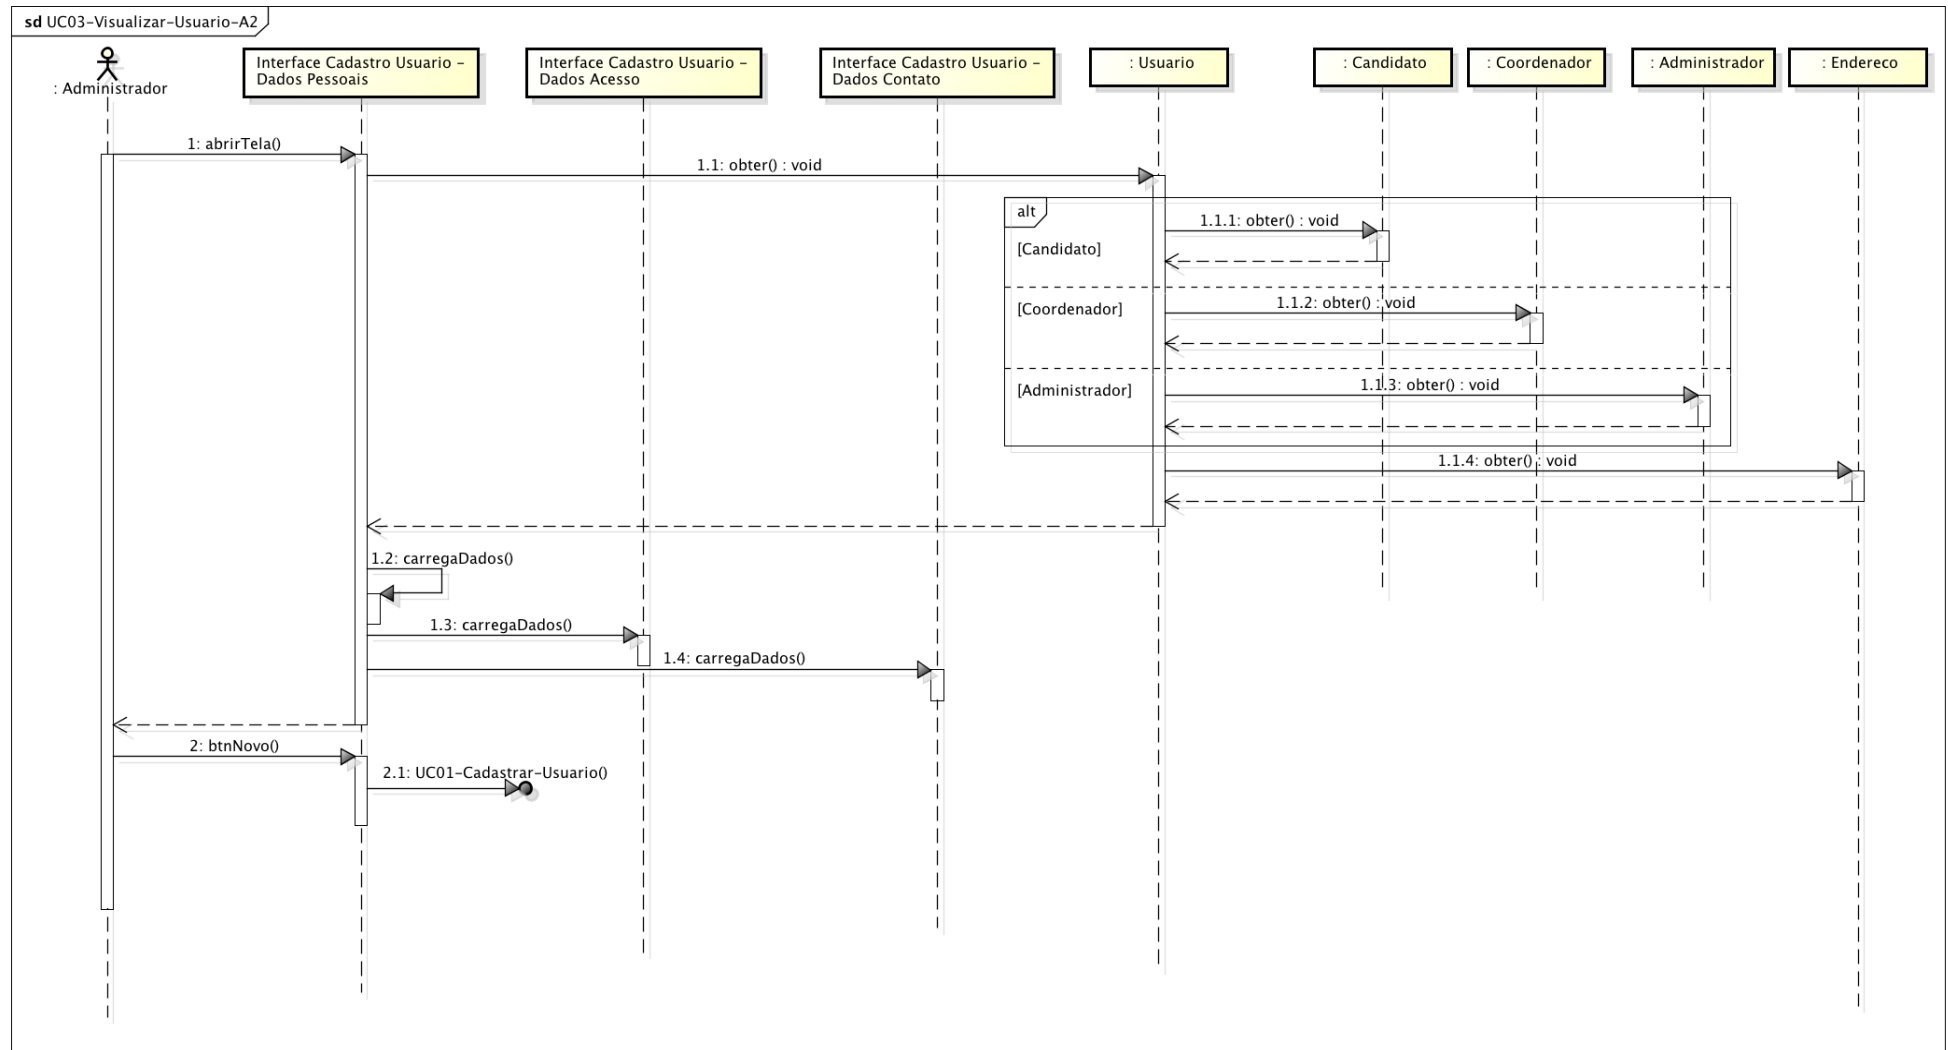 sd UC03-Visualizar-Usuario-A2
: Administrador
Interface Cadastro Usuario -
Dados Pessoais
Interface Cadastro Usuario -
Dados Acesso
Interface Cadastro Usuario -
Dados Contato
: Usuario
: Candidato
: Coordenador
: Administrador
: Endereco
1: abrirTela()
1.1: obter() : void
alt
1.1.1: obter() : void
[Candidato]
1.1.2: obter() : void
[Coordenador]
1.1.3: obter() : void
[Administrador]
1.1.4: obter() : void
1.2: carregaDados()
1.3: carregaDados()
1.4: carregaDados()
2: btnNovo()
2.1: UC01-Cadastrar-Usuario()